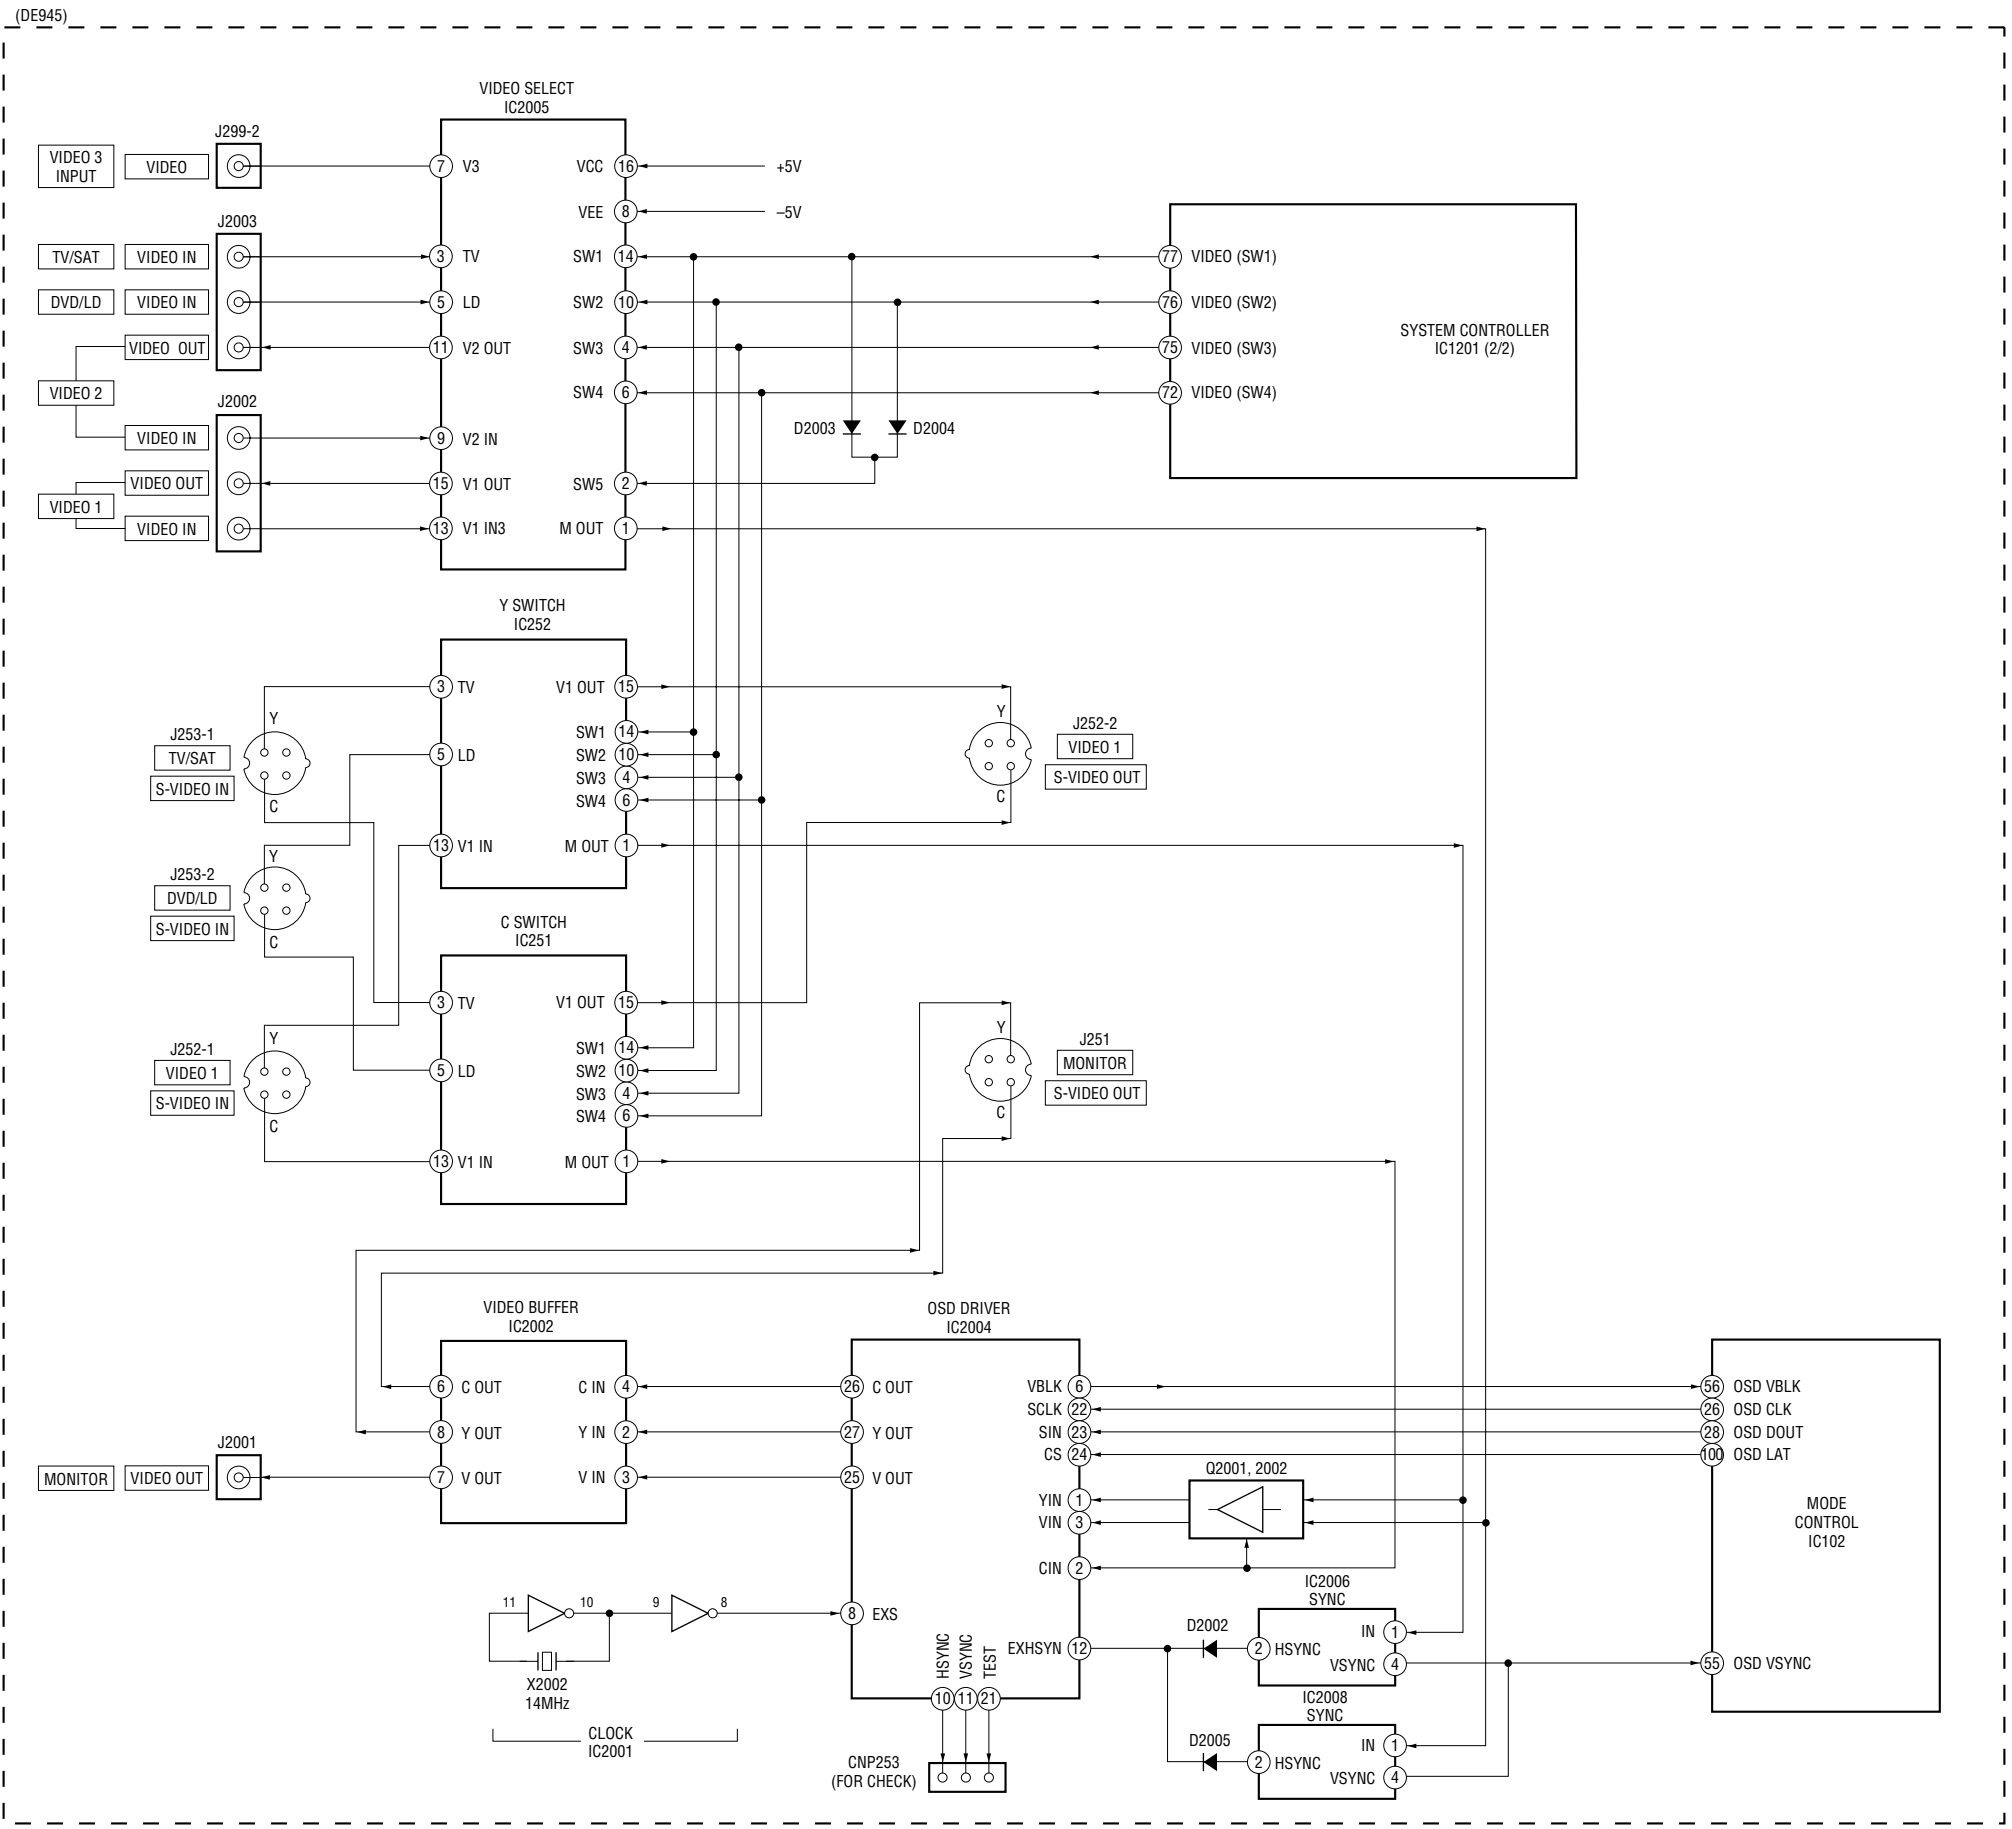 (DE945)
VIDEO SELECT
IC2005
J299-2
VIDEO 3
INPUT
VIDEO
7 V3
VCC 16
+5V
VEE 8
–5V
J2003
TV/SAT
VIDEO IN
3 TV
SW1 14
77 VIDEO (SW1)
DVD/LD
VIDEO IN
5 LD
SW2 10
76 VIDEO (SW2)
VIDEO OUT
11 V2 OUT
SW3 4
75 VIDEO (SW3)
SYSTEM CONTROLLER
IC1201 (2/2)
VIDEO 2
SW4 6
72 VIDEO (SW4)
J2002
D2003
D2004
VIDEO IN
9 V2 IN
VIDEO OUT
15 V1 OUT
SW5 2
VIDEO 1
VIDEO IN
13 V1 IN3
M OUT 1
Y SWITCH
IC252
3 TV
V1 OUT 15
Y
Y
J253-1
TV/SAT
S-VIDEO IN
C
5 LD
SW1 14
SW2 10
SW3 4
SW4 6
J252-2
VIDEO 1
S-VIDEO OUT
C
13 V1 IN
M OUT 1
Y
J253-2
DVD/LD
S-VIDEO IN
C
C SWITCH
IC251
3 TV
V1 OUT 15
Y
Y
J252-1
VIDEO 1
S-VIDEO IN
C
5 LD
SW1 14
SW2 10
SW3 4
SW4 6
J251
MONITOR
S-VIDEO OUT
C
13 V1 IN
M OUT 1
VIDEO BUFFER
IC2002
OSD DRIVER
IC2004
6 C OUT
C IN 4
26 C OUT
VBLK 6
56 OSD VBLK
SCLK 22
26 OSD CLK
8 Y OUT
Y IN 2
27 Y OUT
SIN 23
28 OSD DOUT
CS 24
100 OSD LAT
J2001
MONITOR
VIDEO OUT
7 V OUT
V IN 3
25 V OUT
Q2001, 2002
YIN 1
VIN 3
MODE
CONTROL
IC102
CIN 2
11
10
9
8
8 EXS
IC2006
SYNC
IN 1
D2002
2 HSYNC
VSYNC 4
EXHSYN 12
55 OSD VSYNC
X2002
14MHz
HSYNC
VSYNC
TEST
10 11 21
IC2008
SYNC
CLOCK
IC2001
D2005
IN 1
2 HSYNC
VSYNC 4
CNP253
(FOR CHECK)